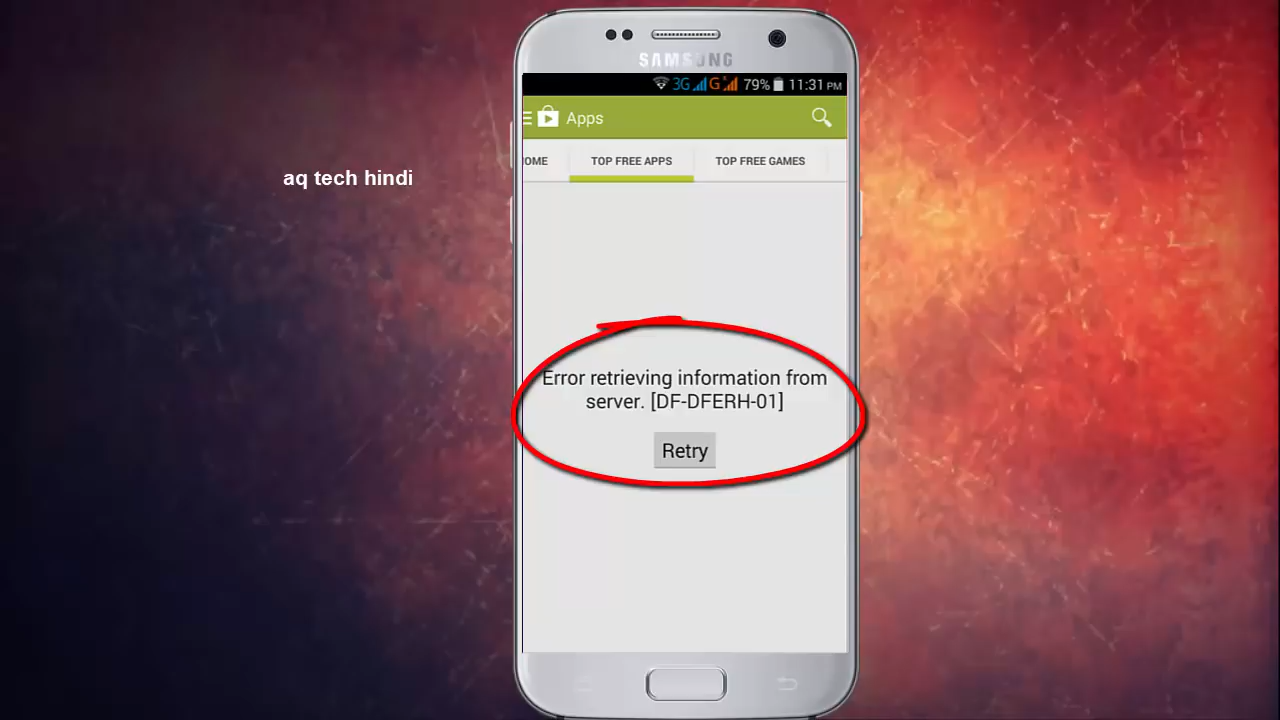 SAMSUNG
3G G 79% 11:31 PM
Apps
OME TOP FREE APPS TOP FREE GAMES
aq tech hindi
Error retrieving information from
server. [DF-DFERH-01]
Retry